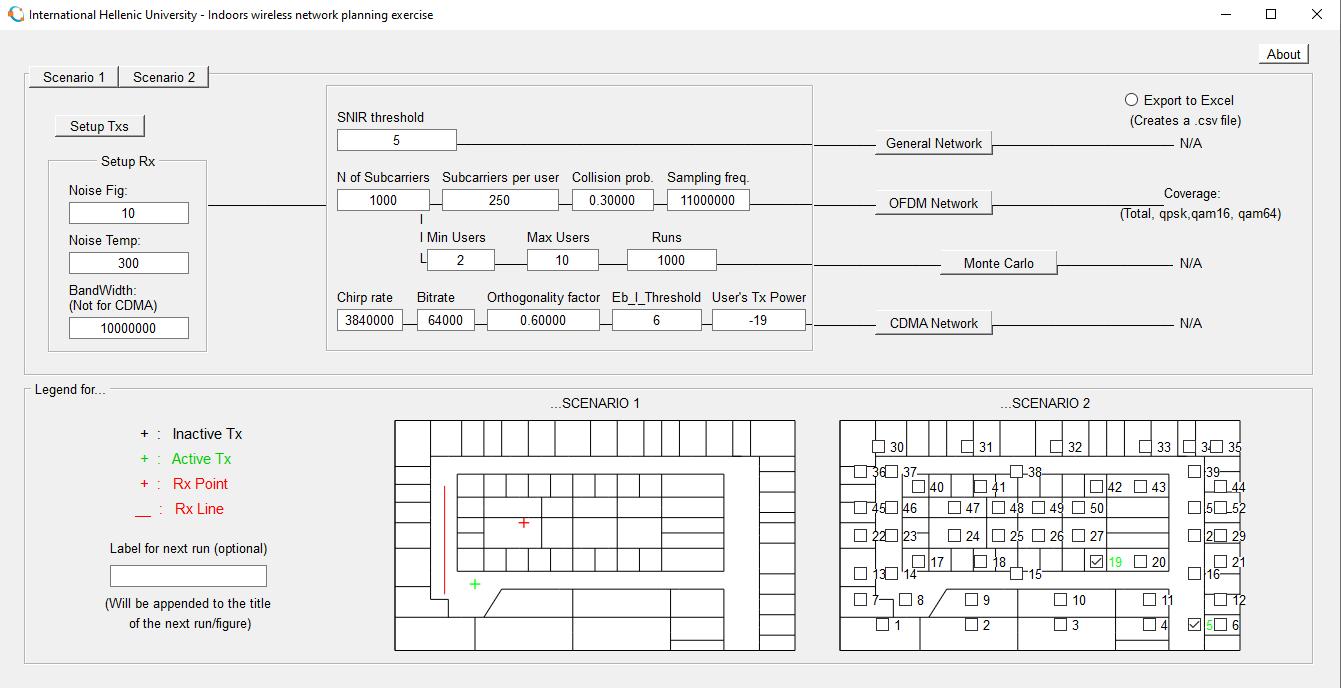 International Hellenic University - Indoors wireless network planning exercise
About
Scenario 1 Scenario 2
Setup Txs
Setup Rx
Noise Fig:
10
Noise Temp:
300
BandWidth:
(Not for CDMA)
10000000
SNIR threshold
5
N of Subcarriers Subcarriers per user Collision prob. Sampling freq.
1000 250 0.30000 11000000
Min Users Max Users Runs
2 10 1000
Chirp rate Bitrate Orthogonality factor Eb_I_Threshold User's Tx Power
3840000 64000 0.60000 6 -19
Export to Excel
(Creates a .csv file)
General Network N/A
OFDM Network
Coverage:
(Total, qpsk,qam16, qam64)
Monte Carlo N/A
CDMA Network N/A
Legend for...
+ : Inactive Tx
+ : Active Tx
+ : Rx Point
__ : Rx Line
Label for next run (optional)
(Will be appended to the title
of the next run/figure)
...SCENARIO 1
...SCENARIO 2
30 31 32 33 34 35
36 37 38 39
40 41 42 43 44
45 46 47 48 49 50 52
22 23 24 25 26 27 29
17 18 19 20 21
13 14 15 16
7 8 9 10 11 12
1 2 3 4 5 6